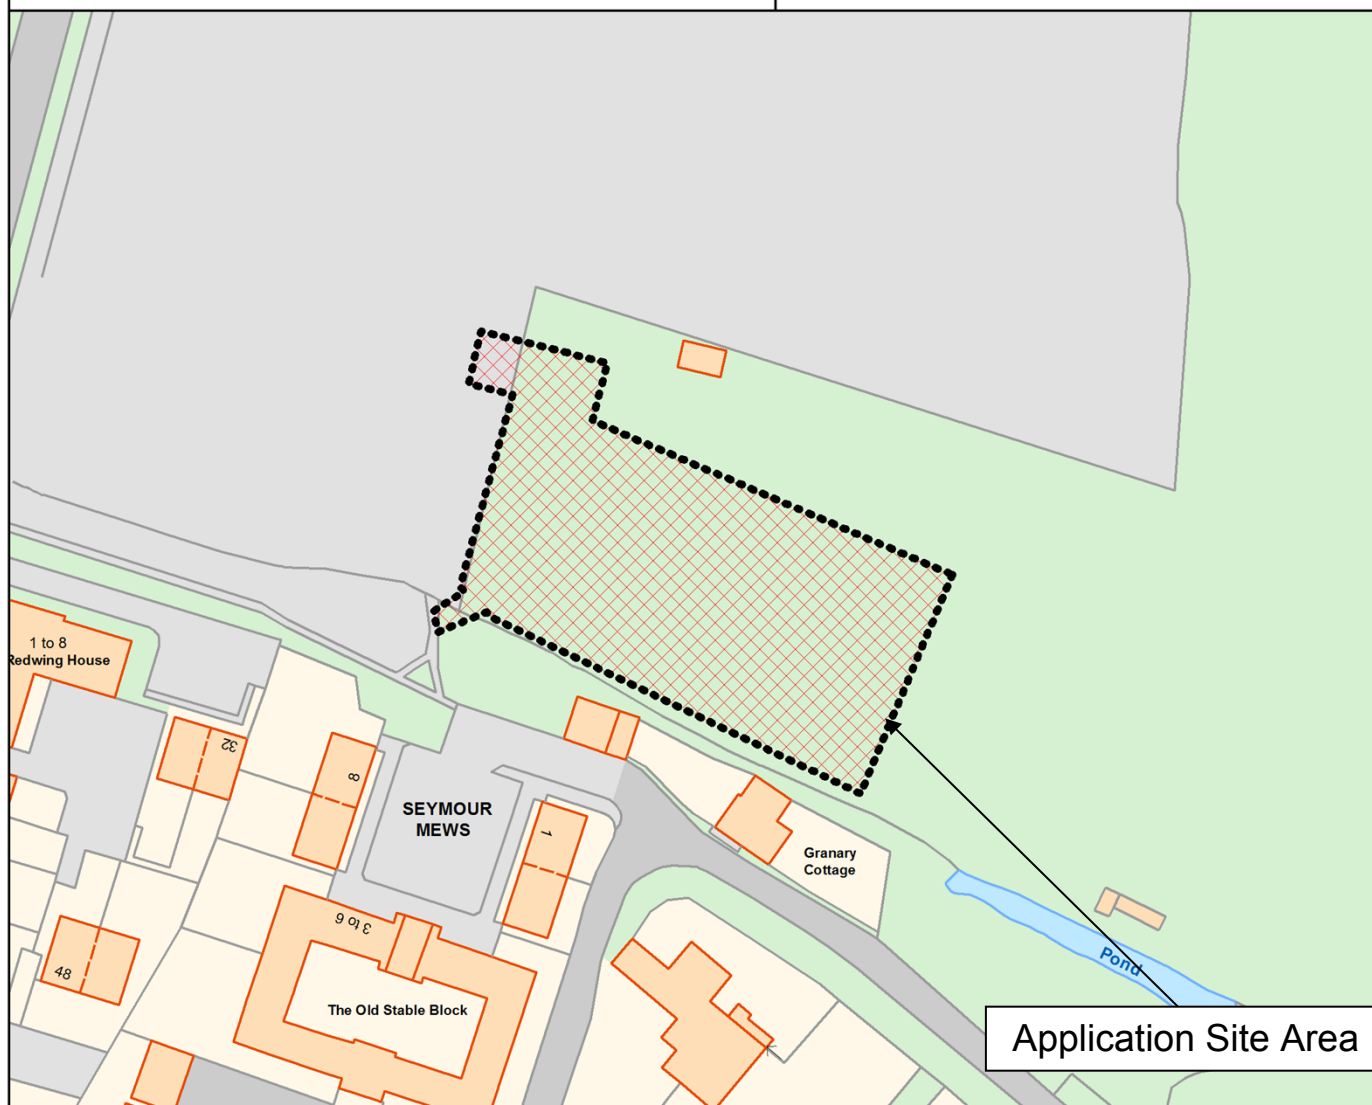 1 to 8
Redwing House
32
8
SEYMOUR
MEWS
1
Granary
Cottage
3 to 6
48
The Old Stable Block
Pond
Application Site Area